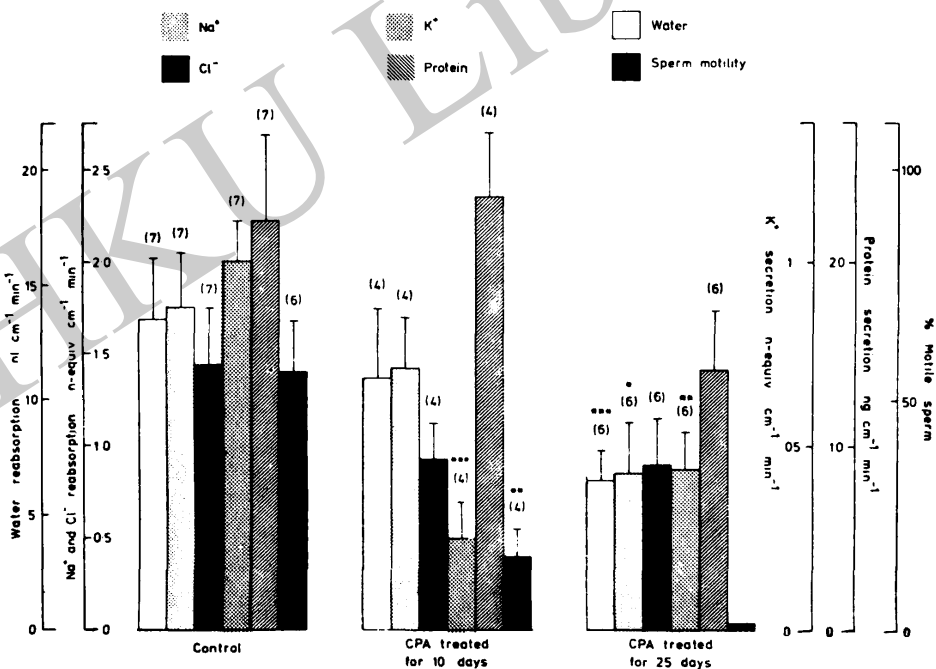 HKU Lib
Na⁺
Cl⁻
K⁺
Protein
Water
Sperm motility
Water reabsorption nl cm⁻¹ min⁻¹)
20
15
10
5
0
Na⁺ and Cl⁻ reabsorption n-equiv cm⁻¹ min⁻¹)
2 5
2 0
1.5
1 0
0·5
0
(7)
(7)
(7)
(7)
(7)
(6)
Control
(4)
(4)
(4)
***
(4)
(4)
**
(4)
CPA treated
for 10 days
***
(6)
*
(6)
(6)
**
(6)
(6)
CPA treated
for 25 days
K⁺ secretion n-equiv cm⁻¹ min⁻¹)
1
0 5
0
Protein secretion ng cm⁻¹ min⁻¹)
20
10
0
% Motile sperm
100
50
0